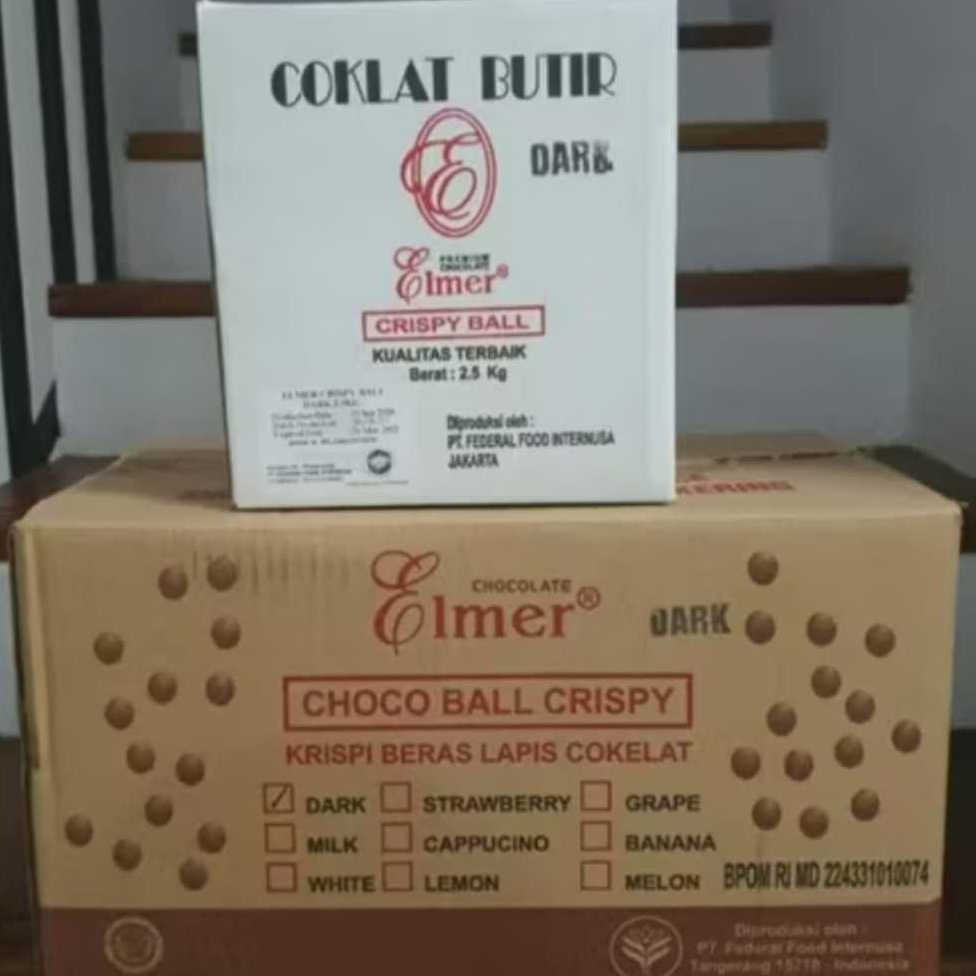 COKLAT BUTIR
E
DARK
PREMIUM
CHOCOLATE
Elmer®
CRISPY BALL
KUALITAS TERBAIK
Berat : 2.5 Kg
Diproduksi oleh :
PT. FEDERAL FOOD INTERNUSA
JAKARTA
CHOCOLATE
Elmer®
DARK
CHOCO BALL CRISPY
KRISPI BERAS LAPIS COKELAT
DARK STRAWBERRY GRAPE
MILK CAPPUCINO BANANA
WHITE LEMON MELON
BPOM RI MD 224331010074
Diproduksi oleh :
PT. Federal Food Internusa
Tangerang 15710 - Indonesia